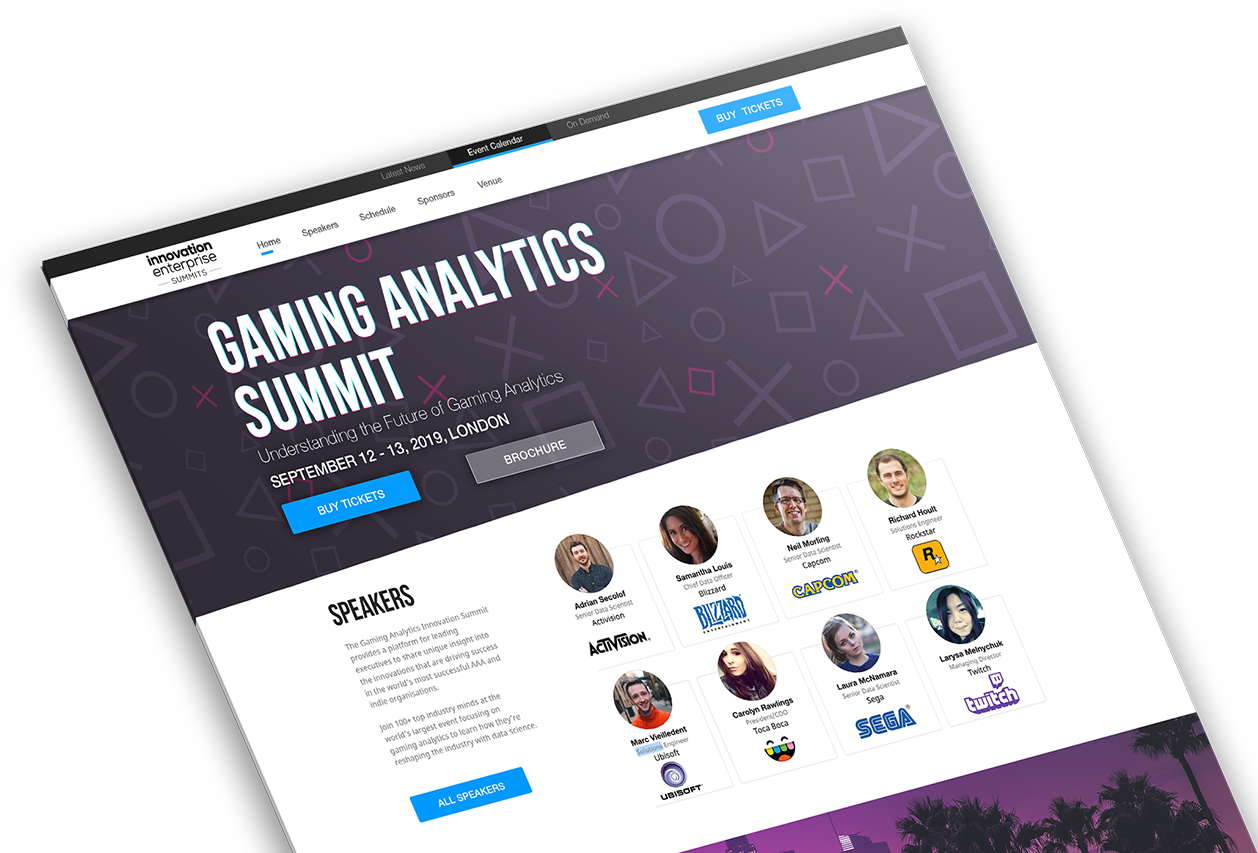 Latest News
Event Calendar
On Demand
innovation
enterprise
SUMMITS
Home
Speakers
Schedule
Sponsors
Venue
BUY TICKETS
GAMING ANALYTICS
SUMMIT
Understanding the Future of Gaming Analytics
SEPTEMBER 12 - 13, 2019, LONDON
BUY TICKETS
BROCHURE
SPEAKERS
The Gaming Analytics Innovation Summit
provides a platform for leading
executives to share unique insight into
the innovations that are driving success
in the world's most successful AAA and
indie organisations.
Join 100+ top industry minds at the
world's largest event focusing on
gaming analytics to learn how they're
reshaping the industry with data science.
ALL SPEAKERS
Adrian Secolof
Senior Data Scientist
Activision
ACTIVISION®
Samantha Louis
Chief Data Officer
Blizzard
BLIZZARD
ENTERTAINMENT
Neil Morling
Senior Data Scientist
Capcom
CAPCOM®
Richard Hoult
Solutions Engineer
Rockstar
R
Marc Vieilledent
Solutions Engineer
Ubisoft
UBISOFT
Carolyn Rawlings
President/COO
Toca Boca
Laura McNamara
Senior Data Scientist
Sega
SEGA®
Larysa Melnychuk
Managing Director
Twitch
twitch